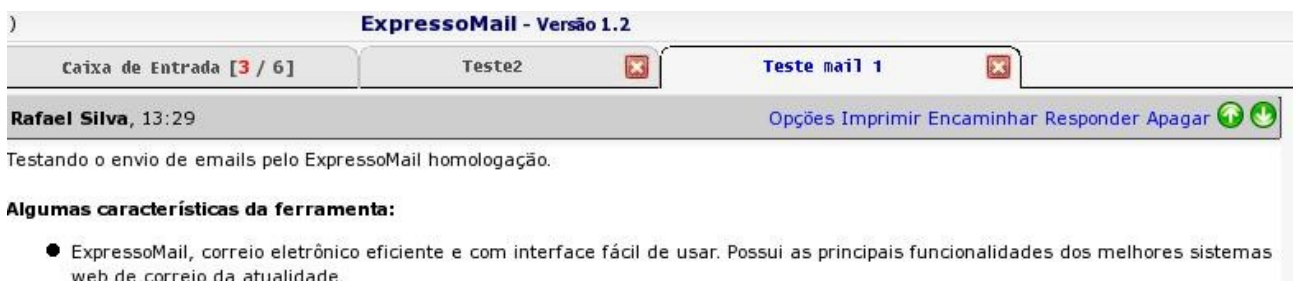 )
ExpressoMail - Versão 1.2
Caixa de Entrada [3 / 6] Teste2 Teste mail 1
Rafael Silva, 13:29 Opções Imprimir Encaminhar Responder Apagar
Testando o envio de emails pelo ExpressoMail homologação.
Algumas características da ferramenta:
● ExpressoMail, correio eletrônico eficiente e com interface fácil de usar. Possui as principais funcionalidades dos melhores sistemas
web de correio da atualidade.